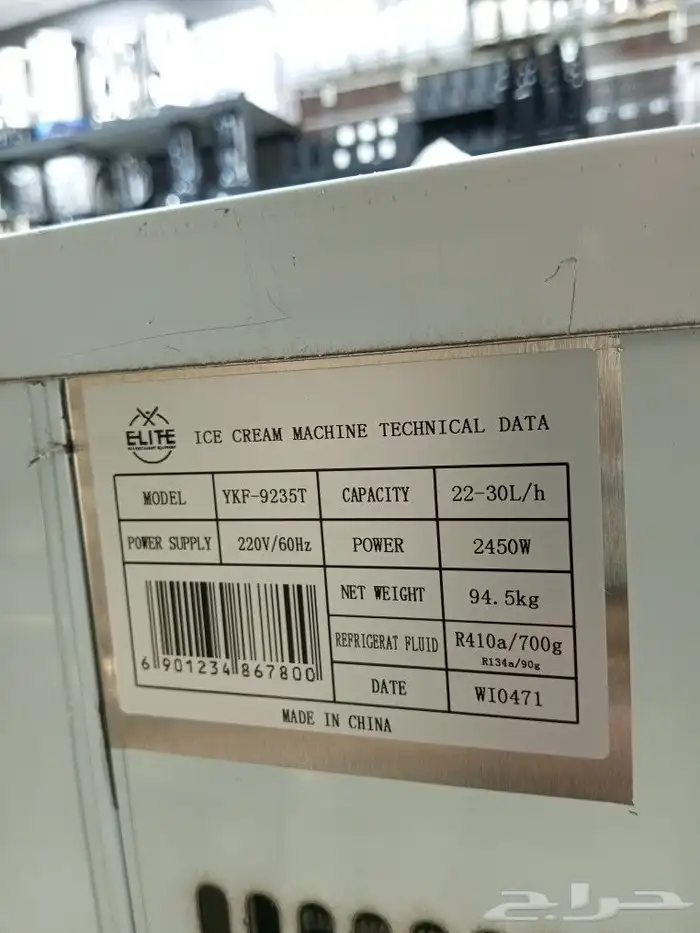 ELITE
ICE CREAM MACHINE TECHNICAL DATA
MODEL YKF-9235T CAPACITY 22-30L/h
POWER SUPPLY 220V/60Hz POWER 2450W
NET WEIGHT 94.5kg
REFRIGERAT FLUID R410a/700g
R134a/90g
6 901234 867800
DATE WI0471
MADE IN CHINA
حراج